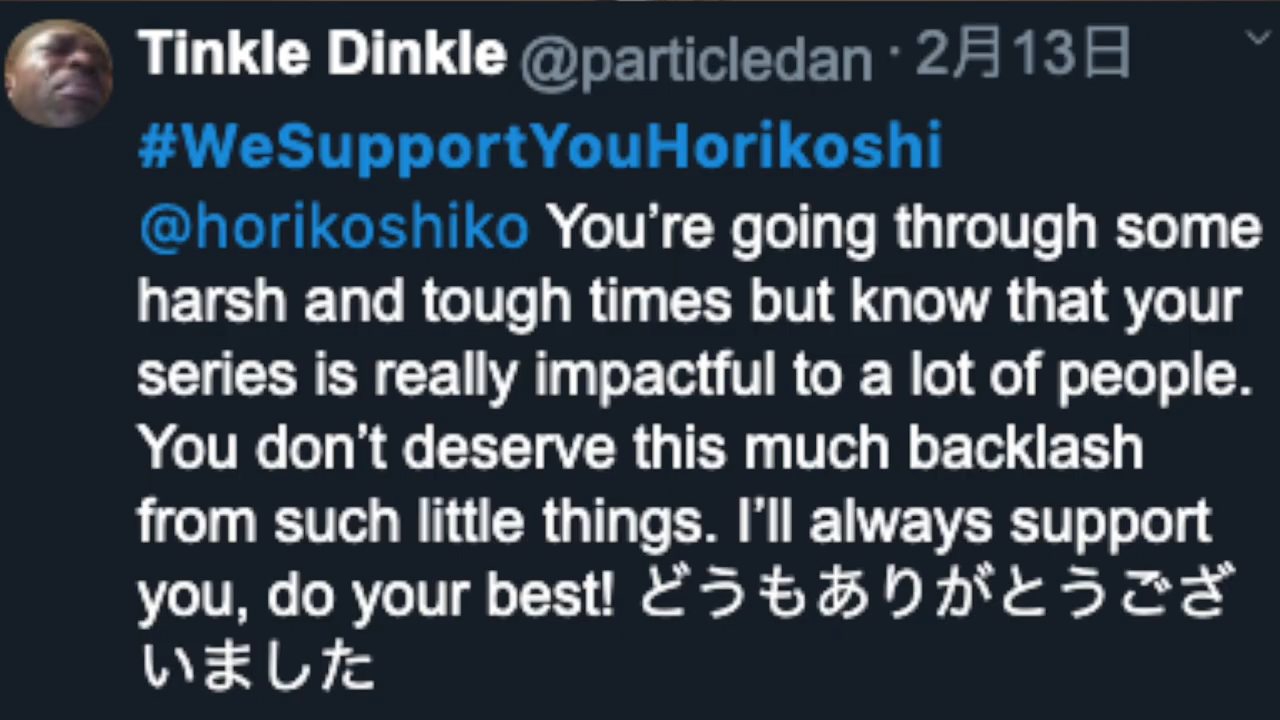 Tinkle Dinkle @particledan · 2月13日
#WeSupportYouHorikoshi
@horikoshiko You’re going through some
harsh and tough times but know that your
series is really impactful to a lot of people.
You don’t deserve this much backlash
from such little things. I’ll always support
you, do your best! どうもありがとうござ
いました